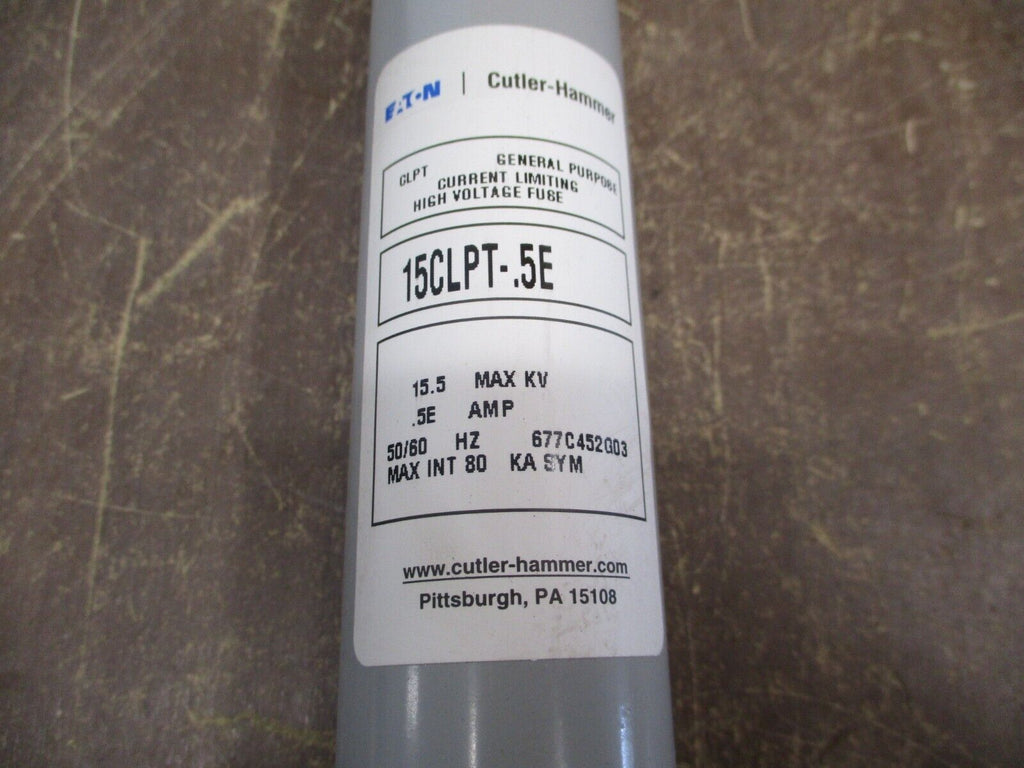 EATON | Cutler-Hammer
CLPT GENERAL PURPOSE
CURRENT LIMITING
HIGH VOLTAGE FUSE
15CLPT-.5E
15.5 MAX KV
.5E AMP
50/60 HZ 677C452G03
MAX INT 80 KA SYM
www.cutler-hammer.com
Pittsburgh, PA 15108